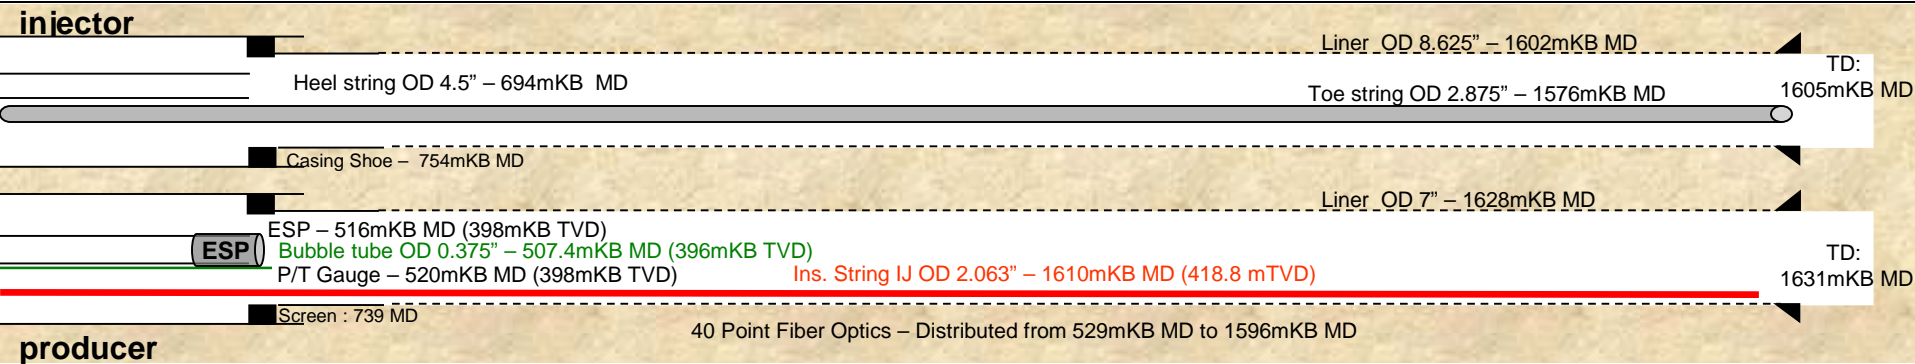 injector
Liner  OD 8.625” – 1602mKB MD
TD:
1605mKB MD
Heel string OD 4.5” – 694mKB  MD
Toe string OD 2.875” – 1576mKB MD
Casing Shoe –  754mKB MD
Liner  OD 7” – 1628mKB MD
ESP – 516mKB MD (398mKB TVD)
ESP
Bubble tube OD 0.375” – 507.4mKB MD (396mKB TVD)
TD:
1631mKB MD
P/T Gauge – 520mKB MD (398mKB TVD)
Ins. String IJ OD 2.063” – 1610mKB MD (418.8 mTVD)
Screen : 739 MD
40 Point Fiber Optics – Distributed from 529mKB MD to 1596mKB MD
producer